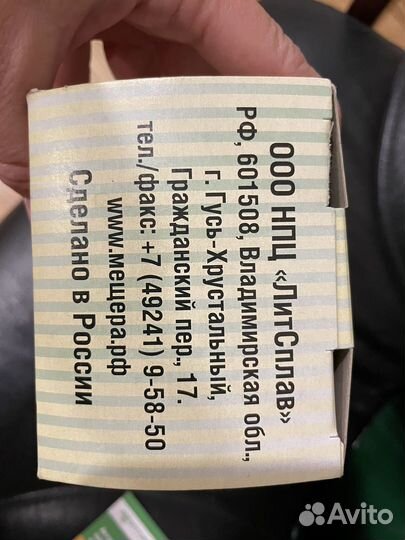 ООО НПЦ «ЛитСплав»
РФ, 601508, Владимирская обл.,
г. Гусь-Хрустальный,
Гражданский пер., 17.
тел./факс: +7 (49241) 9-58-50
www.мещера.рф
Сделано в России
Avito